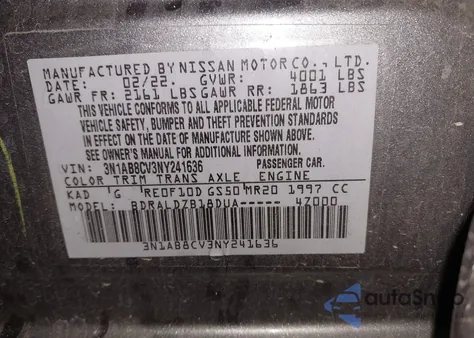 MANUFACTURED BY NISSAN MOTOR CO., LTD.
DATE: 02/22. GVWR: 4001 LBS
GAWR FR: 2161 LBS GAWR RR: 1863 LBS
THIS VEHICLE CONFORMS TO ALL APPLICABLE FEDERAL MOTOR
VEHICLE SAFETY, BUMPER AND THEFT PREVENTION STANDARDS
IN EFFECT ON THE DATE OF MANUFACTURE SHOWN ABOVE.
SEE OWNER'S MANUAL FOR ADDITIONAL INFORMATION
VIN: 3N1AB8CV3NY241636 PASSENGER CAR.
COLOR TRIM TRANS AXLE ENGINE
KAD G RE0F10D GS50 MR20 1997 CC
MODEL: BDRALDZB18DUA----- 47000
3N1AB8CV3NY241636
autoSnap